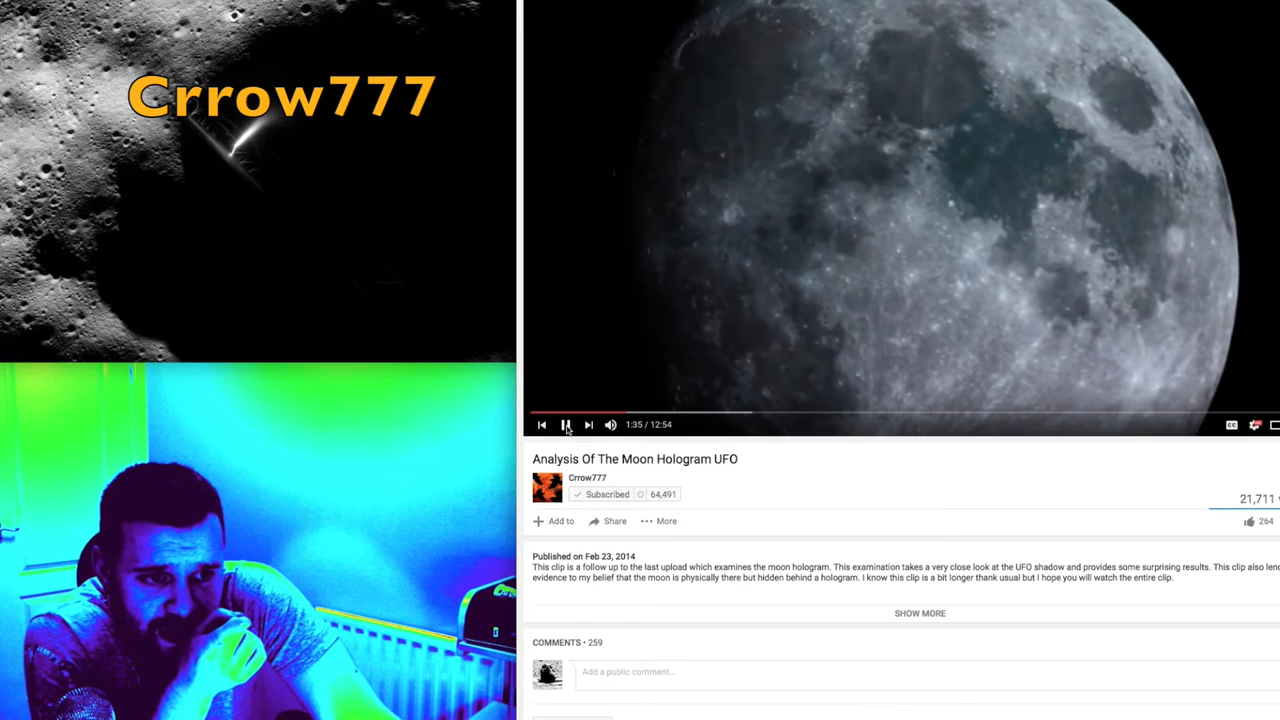 Crrow777
1:35 / 12:54
CC
Analysis Of The Moon Hologram UFO
Crrow777
Subscribed 64,491
21,711
Add to Share More
264
Published on Feb 23, 2014
This clip is a follow up to the last upload which examines the moon hologram. This examination takes a very close look at the UFO shadow and provides some surprising results. This clip also lend
evidence to my belief that the moon is physically there but hidden behind a hologram. I know this clip is a bit longer thank usual but I hope you will watch the entire clip.
SHOW MORE
COMMENTS • 259
Add a public comment...